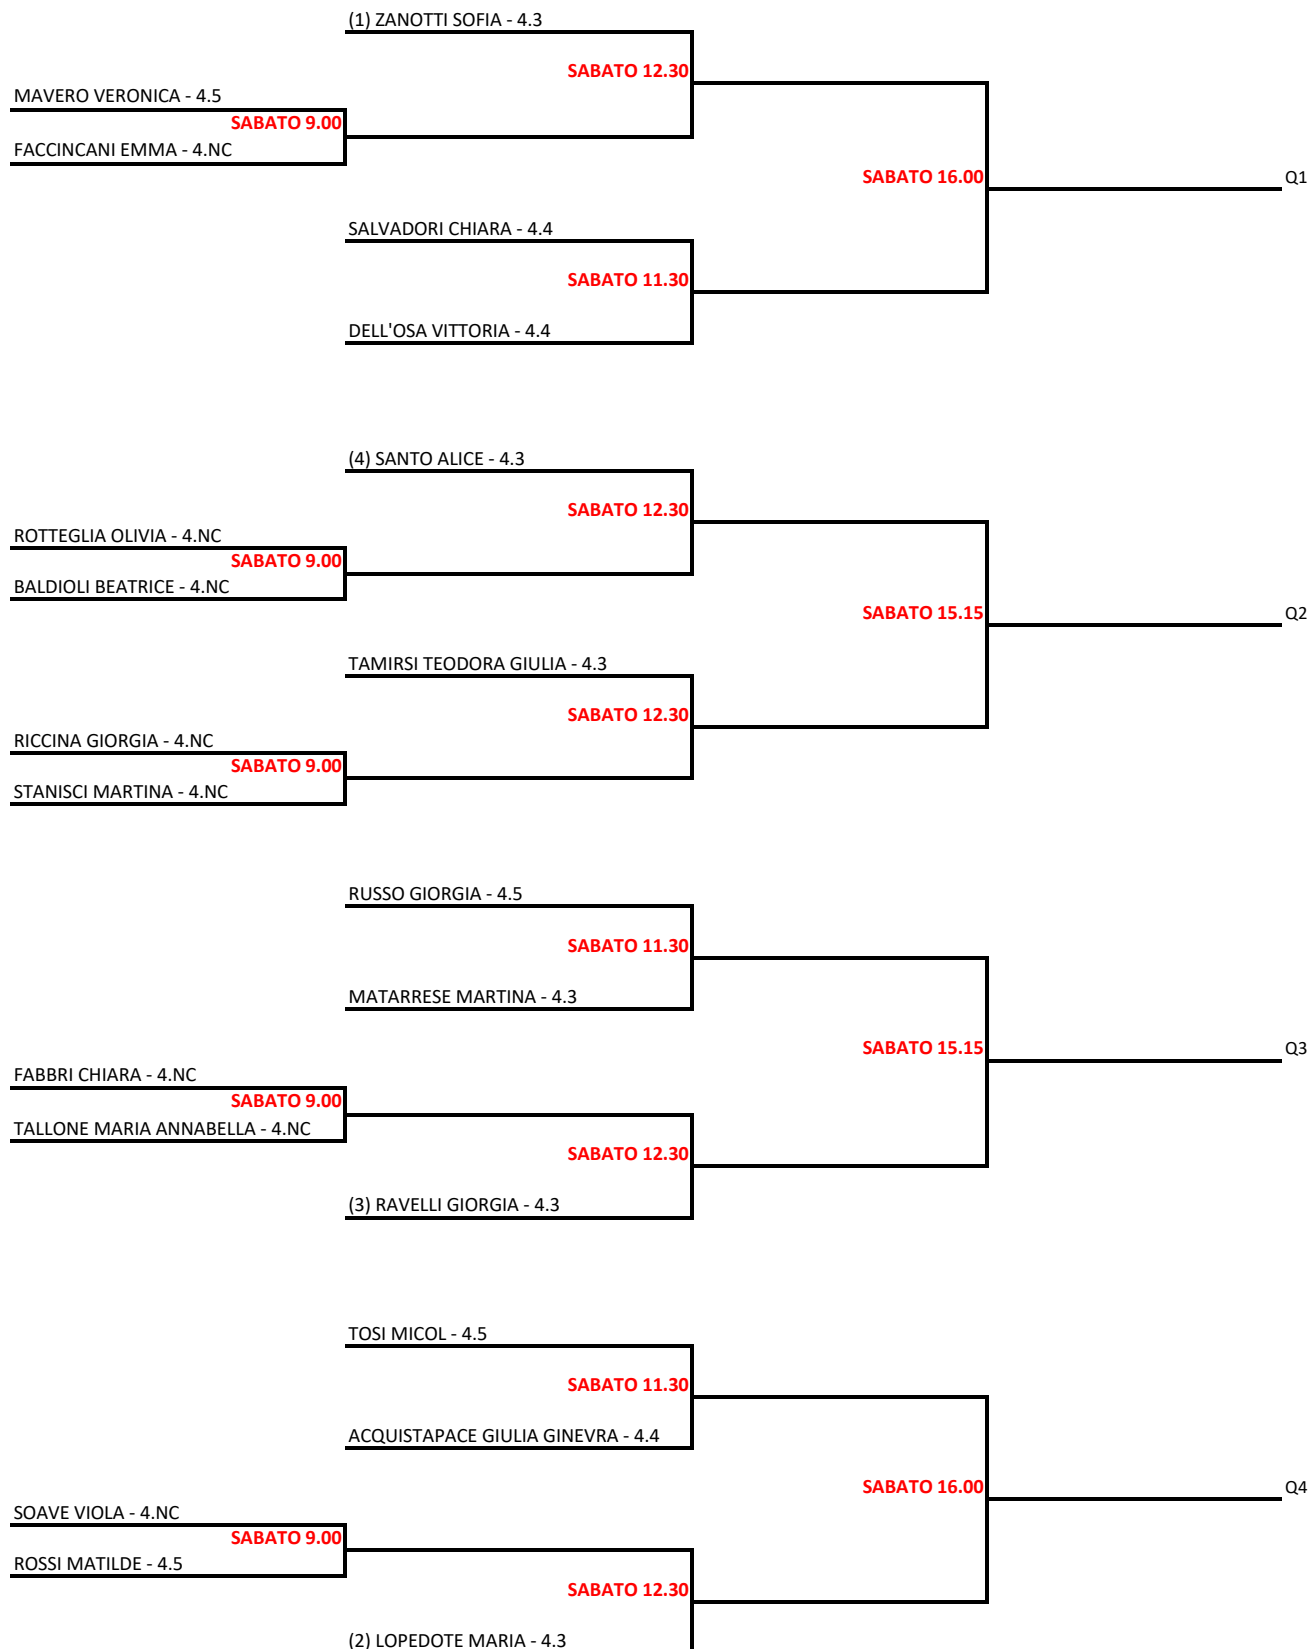 (1) ZANOTTI SOFIA - 4.3
SABATO 12.30
MAVERO VERONICA - 4.5
SABATO 9.00
FACCINCANI EMMA - 4.NC
SABATO 16.00
Q1
SALVADORI CHIARA - 4.4
SABATO 11.30
DELL'OSA VITTORIA - 4.4
(4) SANTO ALICE - 4.3
SABATO 12.30
ROTTEGLIA OLIVIA - 4.NC
SABATO 9.00
BALDIOLI BEATRICE - 4.NC
SABATO 15.15
Q2
TAMIRSI TEODORA GIULIA - 4.3
SABATO 12.30
RICCINA GIORGIA - 4.NC
SABATO 9.00
STANISCI MARTINA - 4.NC
RUSSO GIORGIA - 4.5
SABATO 11.30
MATARRESE MARTINA - 4.3
SABATO 15.15
Q3
FABBRI CHIARA - 4.NC
SABATO 9.00
TALLONE MARIA ANNABELLA - 4.NC
SABATO 12.30
(3) RAVELLI GIORGIA - 4.3
TOSI MICOL - 4.5
SABATO 11.30
ACQUISTAPACE GIULIA GINEVRA - 4.4
SABATO 16.00
Q4
SOAVE VIOLA - 4.NC
SABATO 9.00
ROSSI MATILDE - 4.5
SABATO 12.30
(2) LOPEDOTE MARIA - 4.3